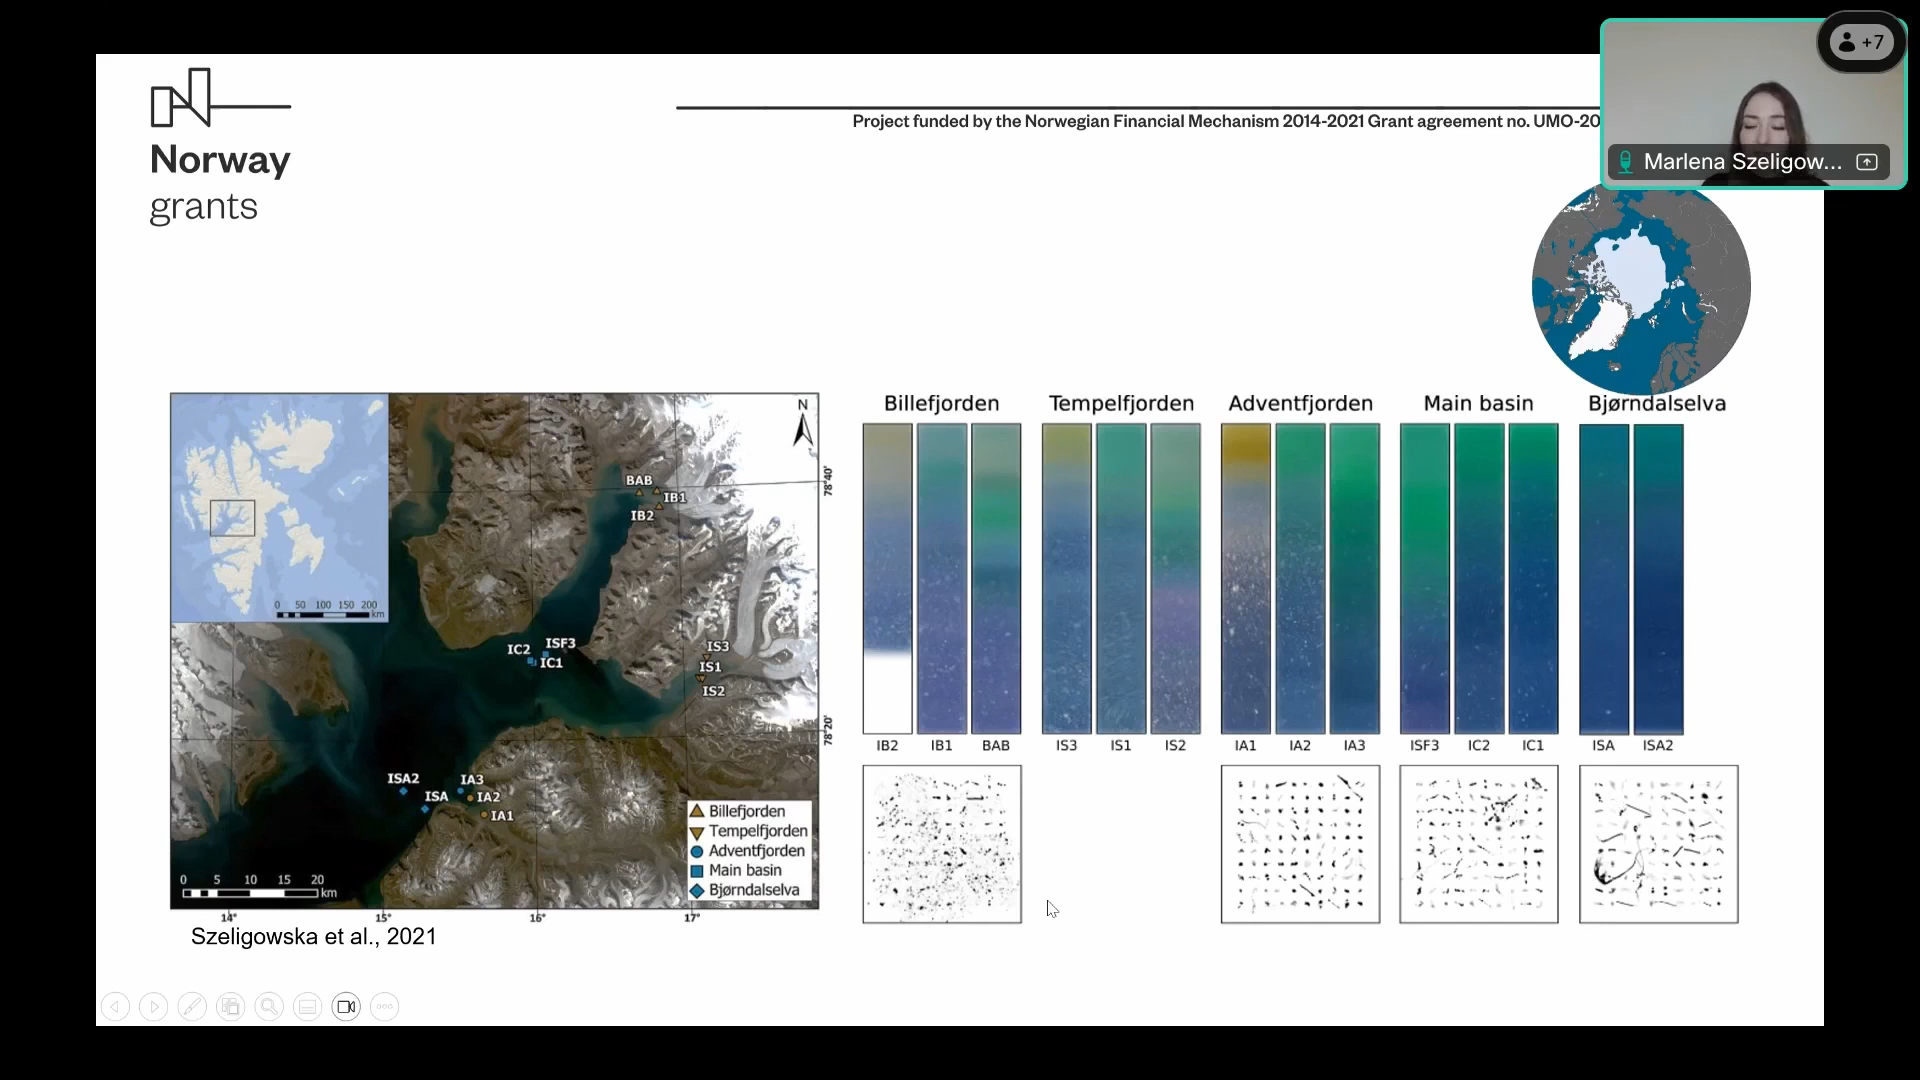 +7
Marlena Szeligow...
Norway
grants
Project funded by the Norwegian Financial Mechanism 2014-2021 Grant agreement no. UMO-20
N
BAB
IB1
IB2
78°40'
0 50 100 150 200
km
IC2
ISF3
IC1
IS3
IS1
IS2
78°20'
ISA2
ISA
IA3
IA2
IA1
Billefjorden
Tempelfjorden
Adventfjorden
Main basin
Bjørndalselva
0 5 10 15 20
km
14° 15° 16° 17°
Szeligowska et al., 2021
Billefjorden Tempelfjorden Adventfjorden Main basin Bjørndalselva
IB2 IB1 BAB IS3 IS1 IS2 IA1 IA2 IA3 ISF3 IC2 IC1 ISA ISA2